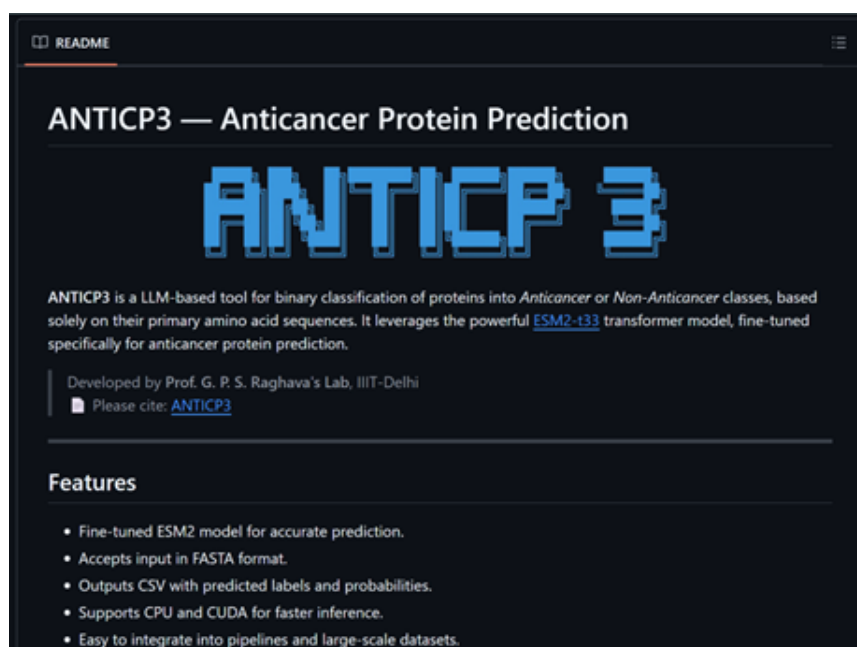 README
ANTICP3 — Anticancer Protein Prediction
ANTICP 3
ANTICP3 is a LLM-based tool for binary classification of proteins into Anticancer or Non-Anticancer classes, based
solely on their primary amino acid sequences. It leverages the powerful ESM2-t33 transformer model, fine-tuned
specifically for anticancer protein prediction.
Developed by Prof. G. P. S. Raghava's Lab, IIIT-Delhi
Please cite: ANTICP3
Features
• Fine-tuned ESM2 model for accurate prediction.
• Accepts input in FASTA format.
• Outputs CSV with predicted labels and probabilities.
• Supports CPU and CUDA for faster inference.
• Easy to integrate into pipelines and large-scale datasets.